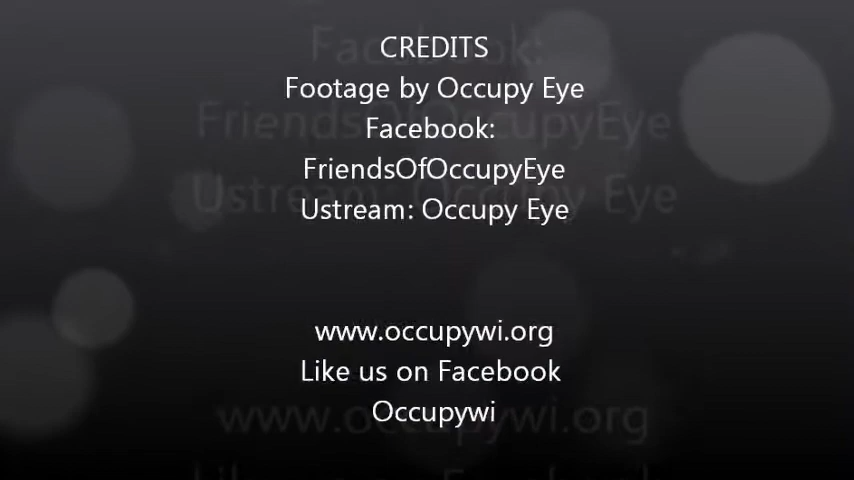 CREDITS
Footage by Occupy Eye
Facebook:
FriendsOfOccupyEye
Ustream: Occupy Eye
www.occupywi.org
Like us on Facebook
Occupywi